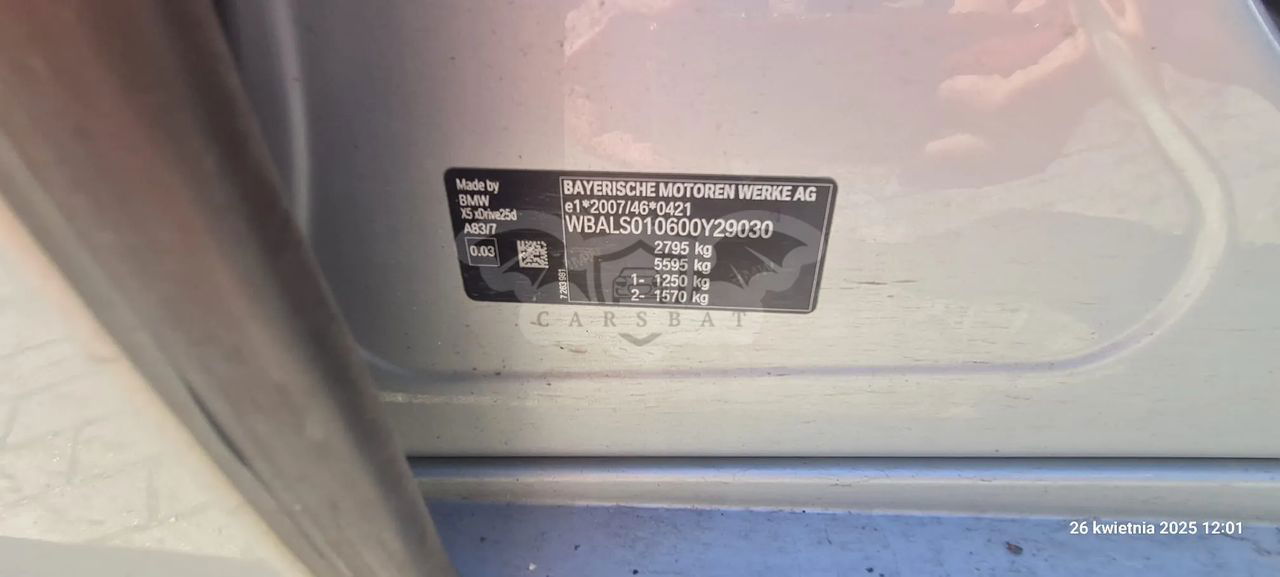 Made by
BMW
X5 xDrive25d
A83/7
0.03
7283981
BAYERISCHE MOTOREN WERKE AG
e1*2007/46*0421
WBALS010600Y29030
2795 kg
5595 kg
1- 1250 kg
2- 1570 kg
CARSBAT
26 kwietnia 2025 12:01